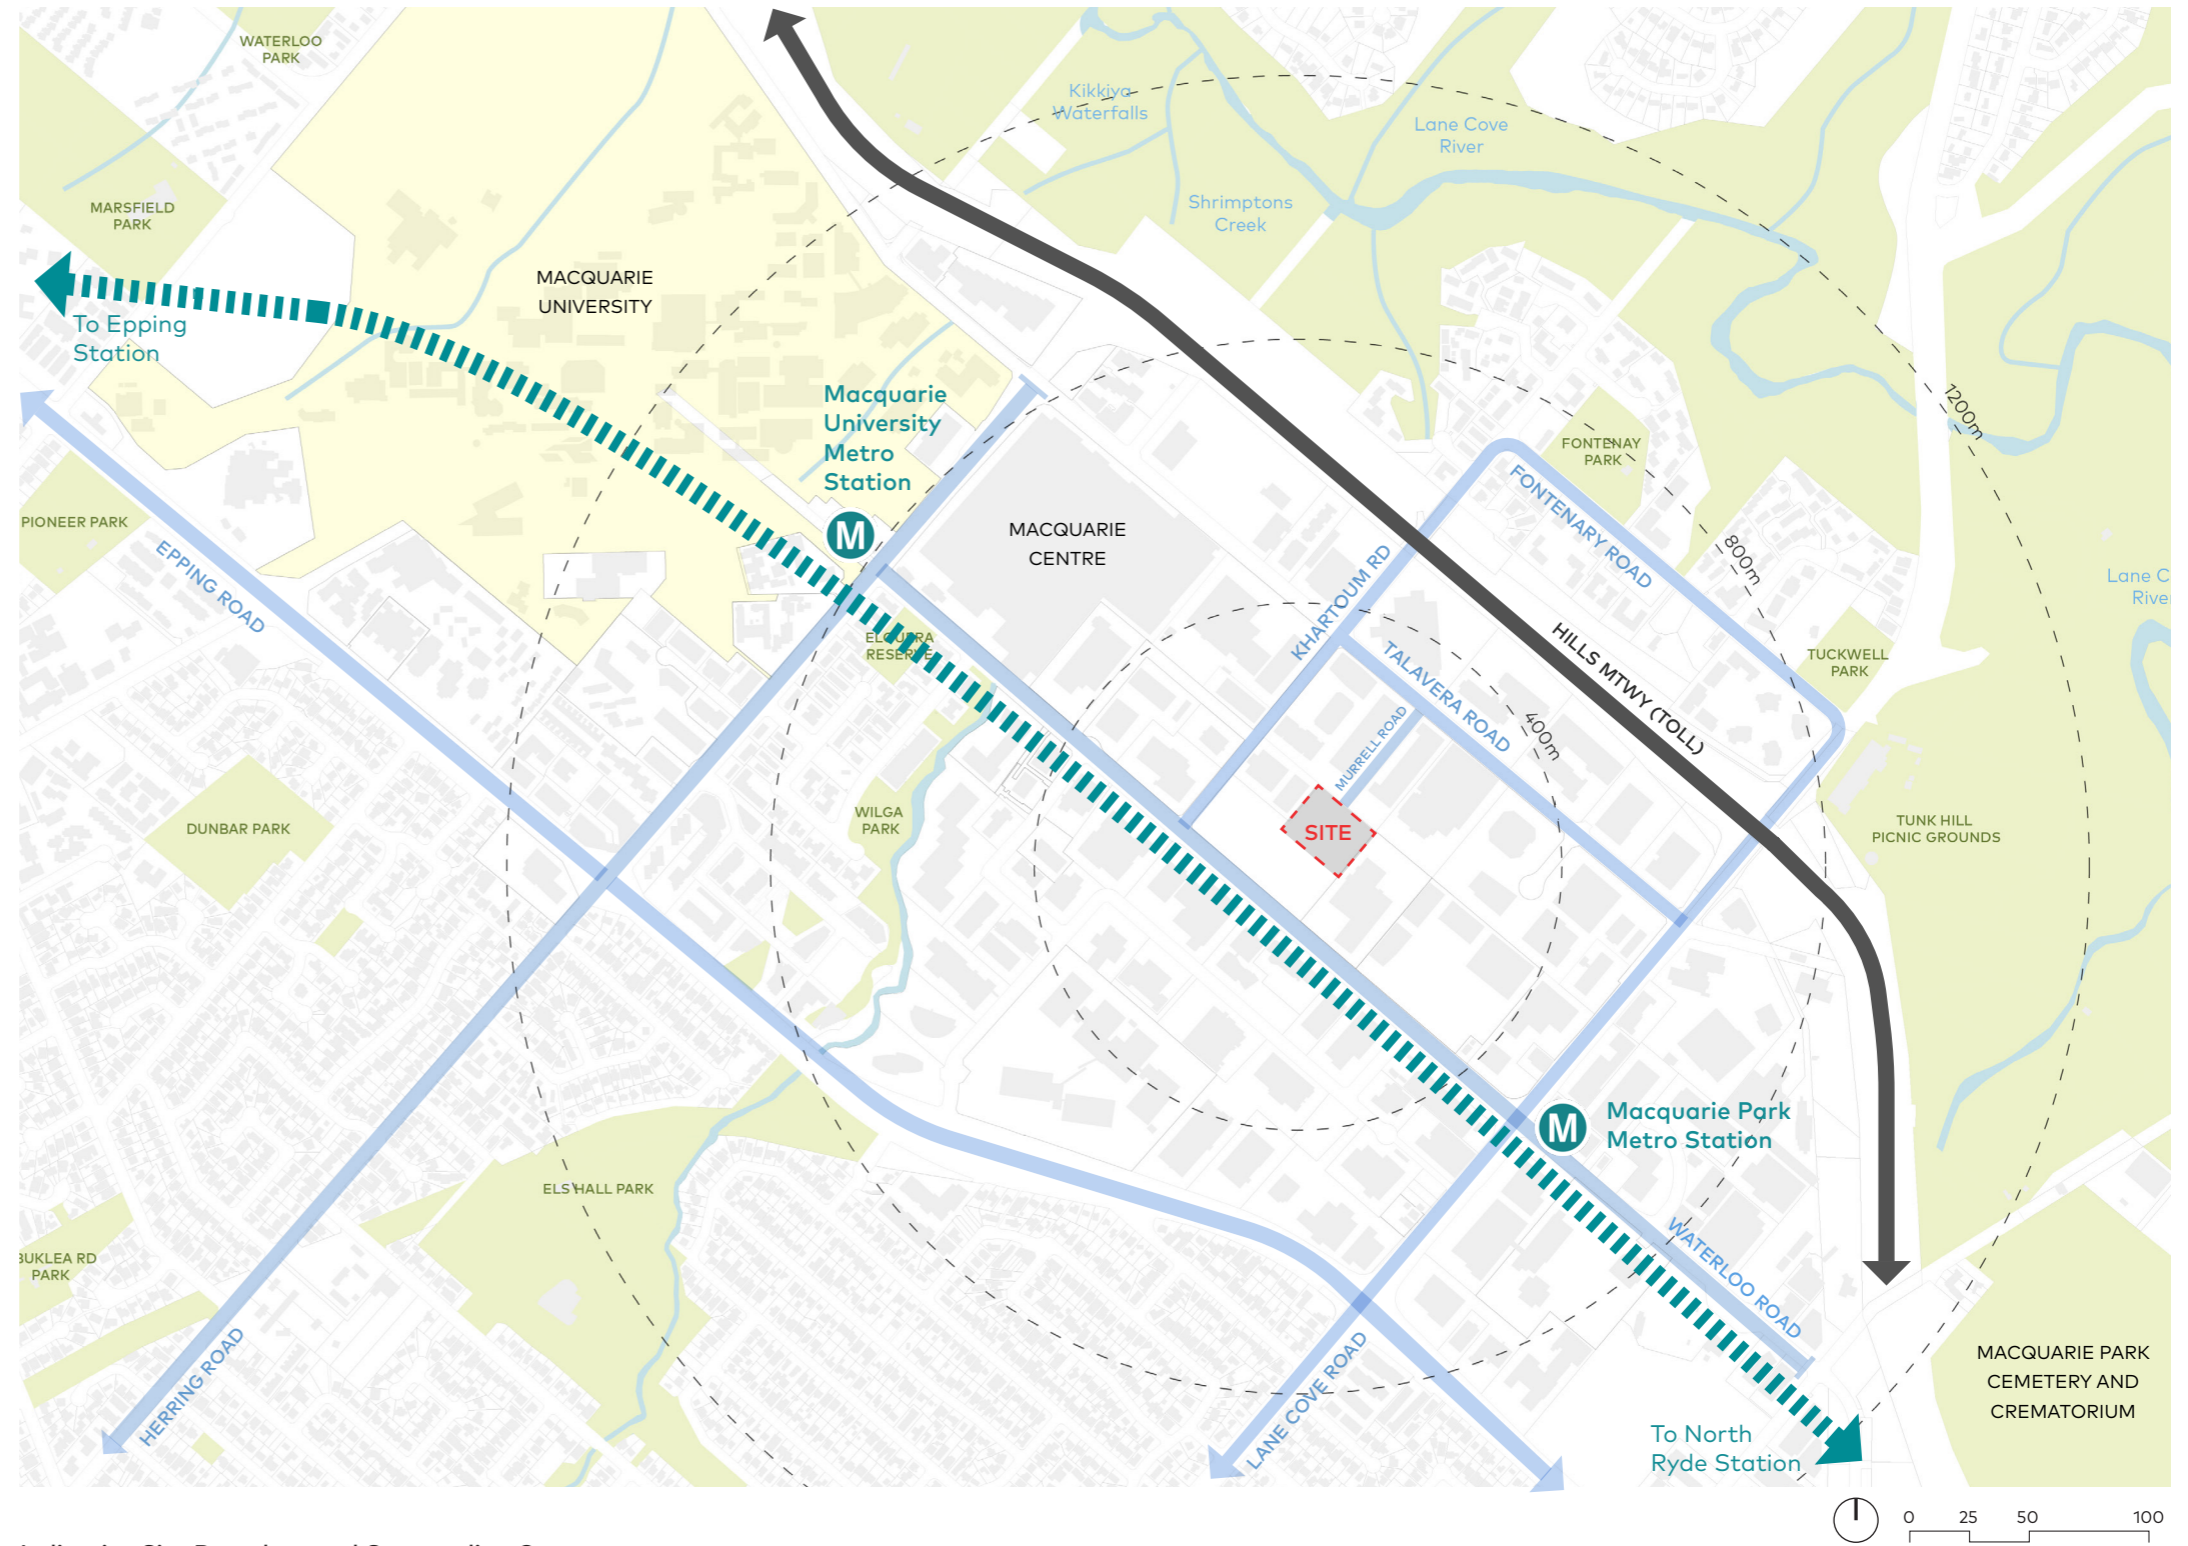 WATERLOO
PARK
Kikkiya
Waterfalls
Lane Cove
River
MARSFIELD
PARK
Shrimptons
Creek
MACQUARIE
UNIVERSITY
To Epping
Station
Macquarie
University
Metro
Station
M
1200m
FONTENAY
PARK
PIONEER PARK
MACQUARIE
CENTRE
FONTENARY ROAD
800m
EPPING ROAD
KHARTOUM RD
Lane C
River
ELOUERA
RESERVE
TALAVERA ROAD
HILLS MTWY (TOLL)
TUCKWELL
PARK
MURRELL ROAD
400m
DUNBAR PARK
WILGA
PARK
SITE
TUNK HILL
PICNIC GROUNDS
M
Macquarie Park
Metro Station
ELS HALL PARK
WATERLOO ROAD
BUKLEA RD
PARK
HERRING ROAD
LANE COVE ROAD
MACQUARIE PARK
CEMETERY AND
CREMATORIUM
To North
Ryde Station
0 25 50 100